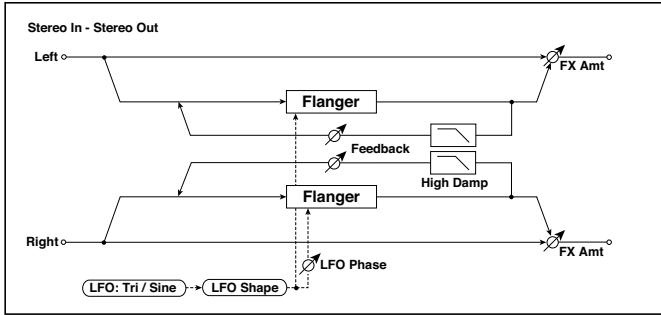 Stereo In - Stereo Out
Left
FX Amt
Flanger
Feedback
High Damp
Flanger
Right
FX Amt
LFO Phase
LFO: Tri / Sine
LFO Shape